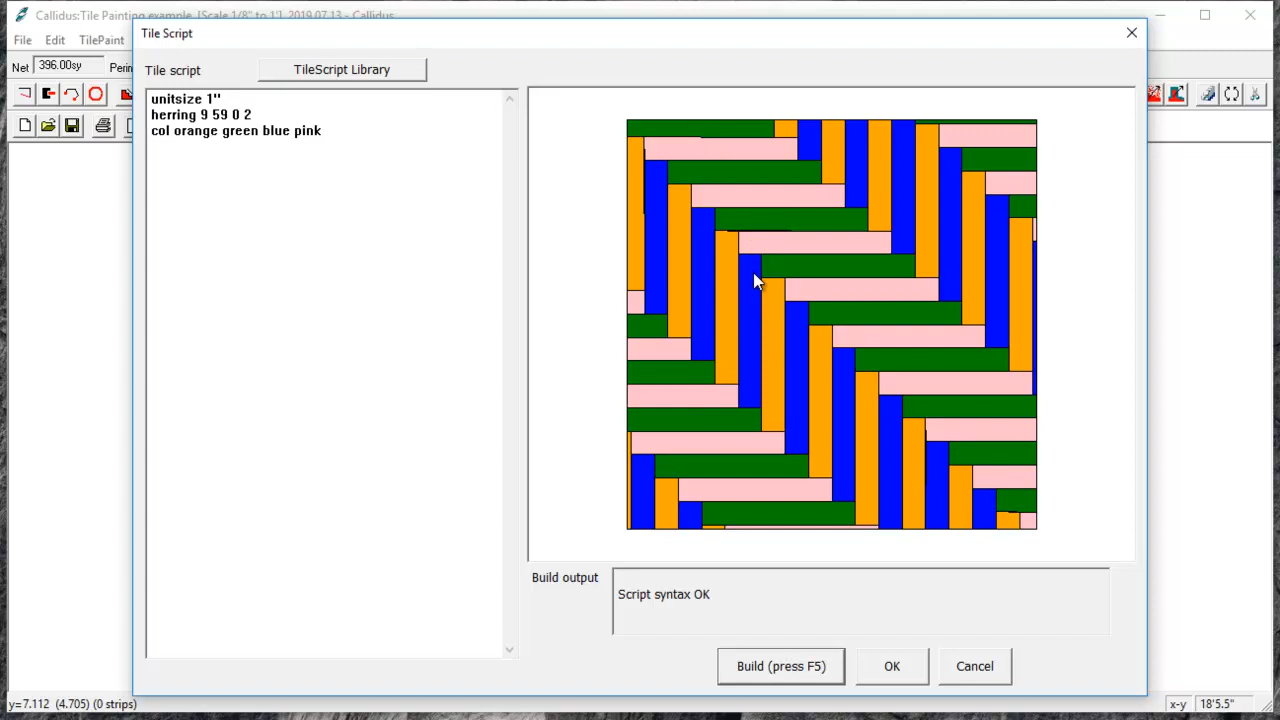 Callidus:Tile Painting example. [Scale 1/8" to 1'], 2019.07.13 - Callidus
Tile Script
File Edit TilePaint
Net 396.00sy
Tile script
TileScript Library
unitsize 1"
herring 9 59 0 2
col orange green blue pink
Build output
Script syntax OK
Build (press F5)
OK
Cancel
y=7.112 (4.705) (0 strips)
x-y
18'5.5"